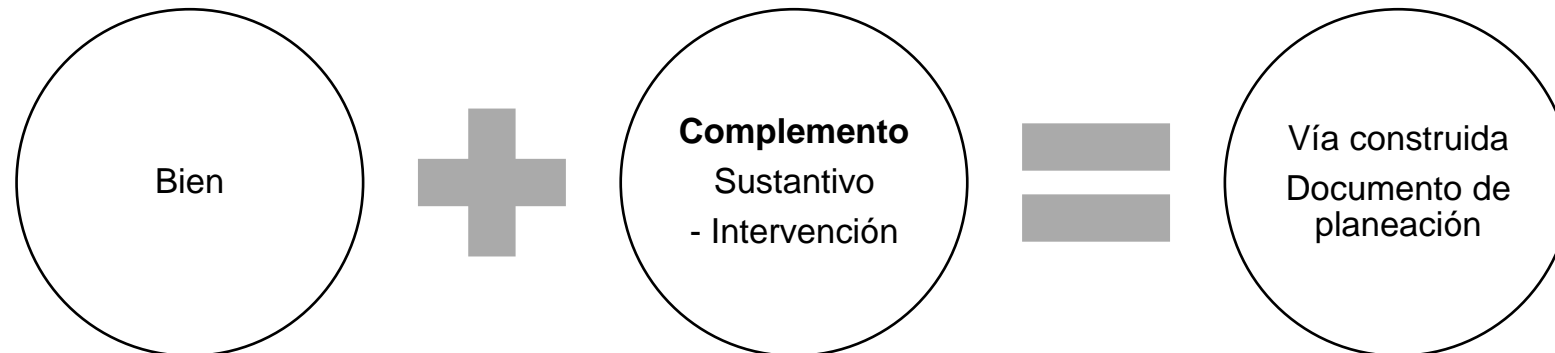 Bien
Complemento
Sustantivo
- Intervención
Vía construida
Documento de
planeación